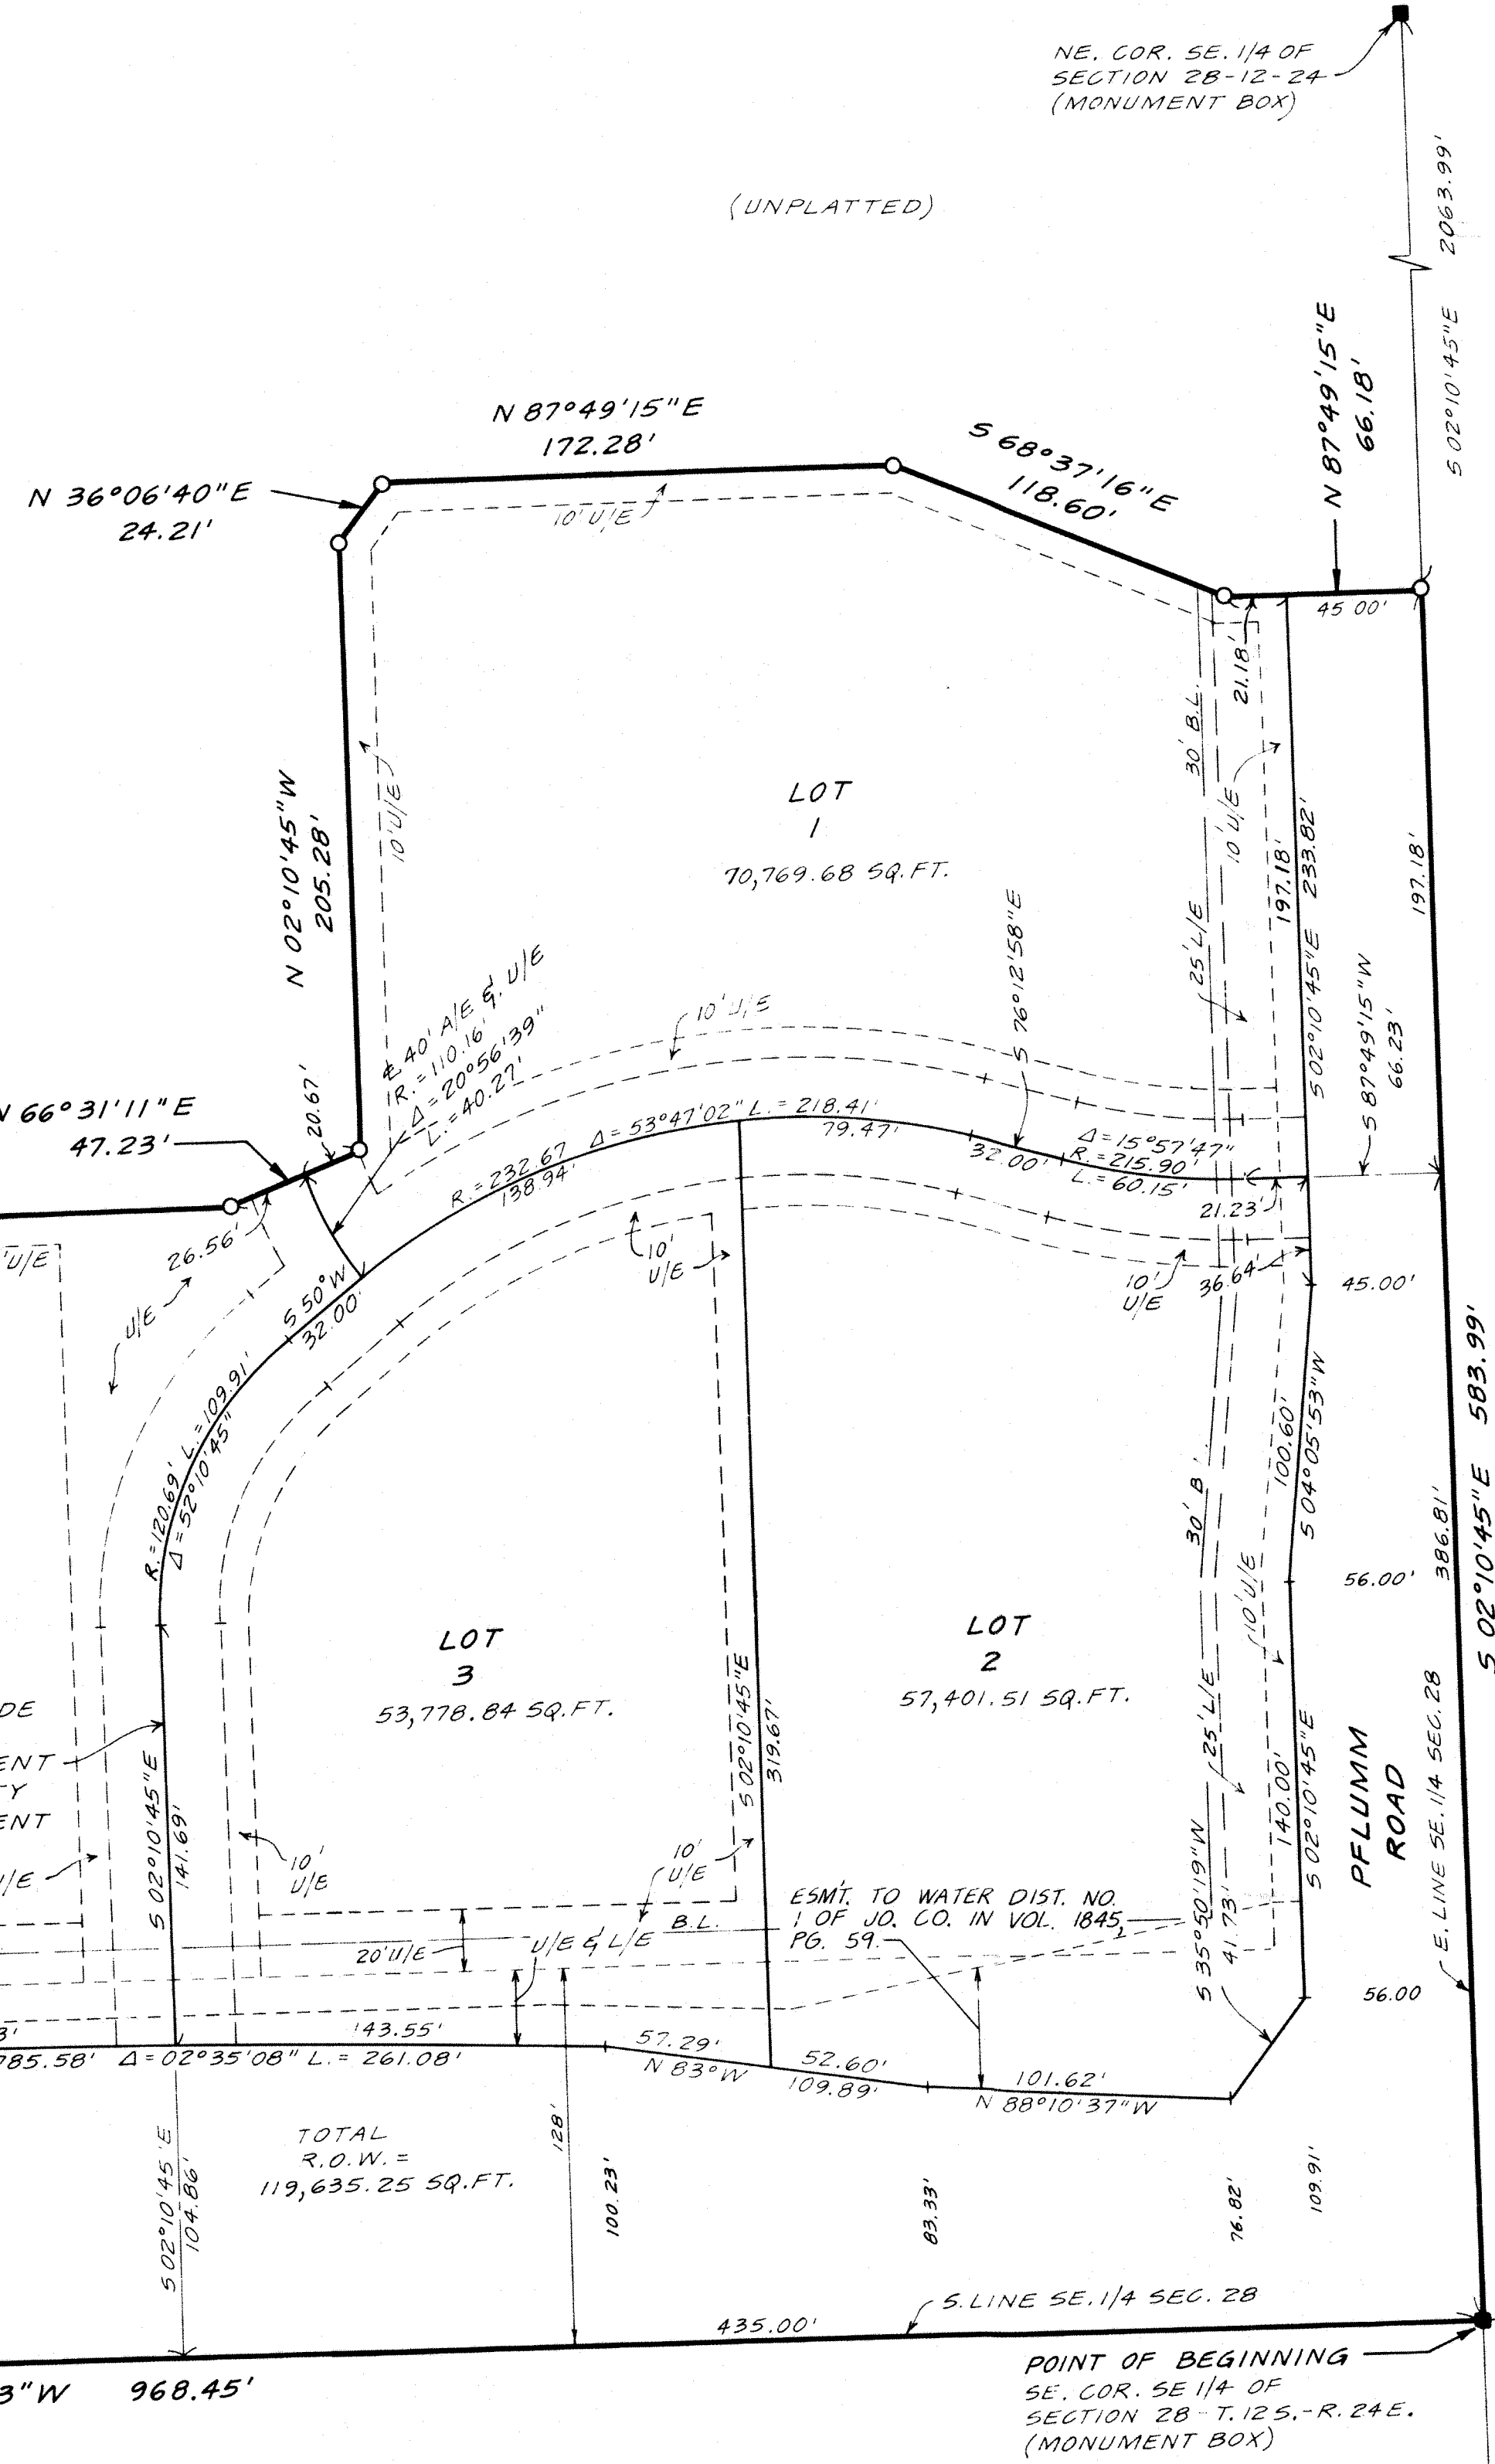 NE. COR. SE. 1/4 OF
SECTION 28-12-24
(MONUMENT BOX)
2063.99'
S 02°10'45"E
(UNPLATTED)
N 87°49'15"E
66.18'
N 87°49'15"E
172.28'
S 68°37'16"E
118.60'
N 36°06'40"E
24.21'
10' U/E
45.00'
21.18'
30' B.L.
10' U/E
25' L/E
197.18'
S 02°10'45"E 233.82'
197.18'
N 02°10'45"W
205.28'
10' U/E
LOT
1
70,769.68 SQ.FT.
S 76°12'58"E
S 87°49'15"W
66.23'
℄ 40' A/E & U/E
R.=110.16'
Δ=20°56'39"
L.=40.27'
10' U/E
N 66°31'11"E
47.23'
20.67'
26.56'
R.=232.67 Δ=53°47'02" L.=218.41'
138.94'
79.47'
32.00'
Δ=15°57'47"
R.=215.90'
L.=60.15'
21.23'
36.64'
45.00'
'U/E
U/E
10'
U/E
10'
U/E
S 50°W
32.00'
R.=120.69' L.=109.91'
Δ=52°10'45"
100.60'
S 04°05'53"W
30' B
S 02°10'45"E 583.99'
386.81'
56.00'
10' U/E
LOT
3
53,778.84 SQ.FT.
LOT
2
57,401.51 SQ.FT.
S 02°10'45"E
319.67'
25' L/E
140.00'
S 02°10'45"E
PFLUMM
ROAD
E. LINE SE. 1/4 SEC. 28
DE
ENT
Y
ENT
/E
S 02°10'45"E
141.69'
10'
U/E
10'
U/E
ESM'T. TO WATER DIST. NO.
1 OF JO. CO. IN VOL. 1845,
PG. 59.
S 35°50'19"W
41.73'
B.L.
20' U/E
U/E & L/E
56.00
3'
785.58' Δ=02°35'08" L.=261.08'
143.55'
57.29'
N 83°W
52.60'
109.89'
101.62'
N 88°10'37"W
TOTAL
R.O.W. =
119,635.25 SQ.FT.
S 02°10'45"E
104.86'
128'
100.23'
83.33'
76.82'
109.91'
S. LINE SE. 1/4 SEC. 28
435.00'
3"W 968.45'
POINT OF BEGINNING
SE. COR. SE 1/4 OF
SECTION 28 - T. 12 S.-R. 24 E.
(MONUMENT BOX)